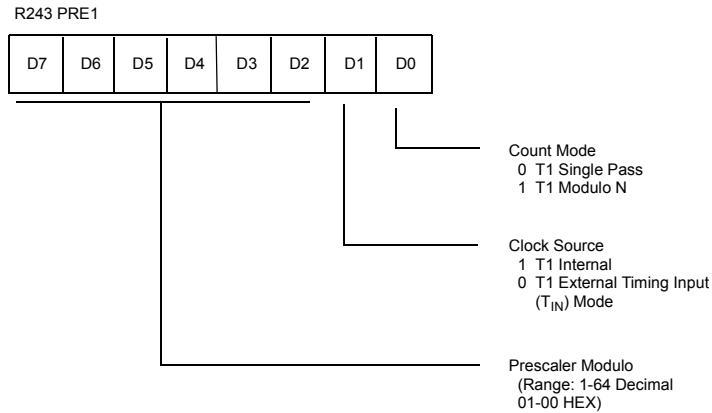 R243 PRE1
D7 D6 D5 D4 D3 D2 D1 D0
Count Mode
0 T1 Single Pass
1 T1 Modulo N
Clock Source
1 T1 Internal
0 T1 External Timing Input
(TIN) Mode
Prescaler Modulo
(Range: 1-64 Decimal
01-00 HEX)